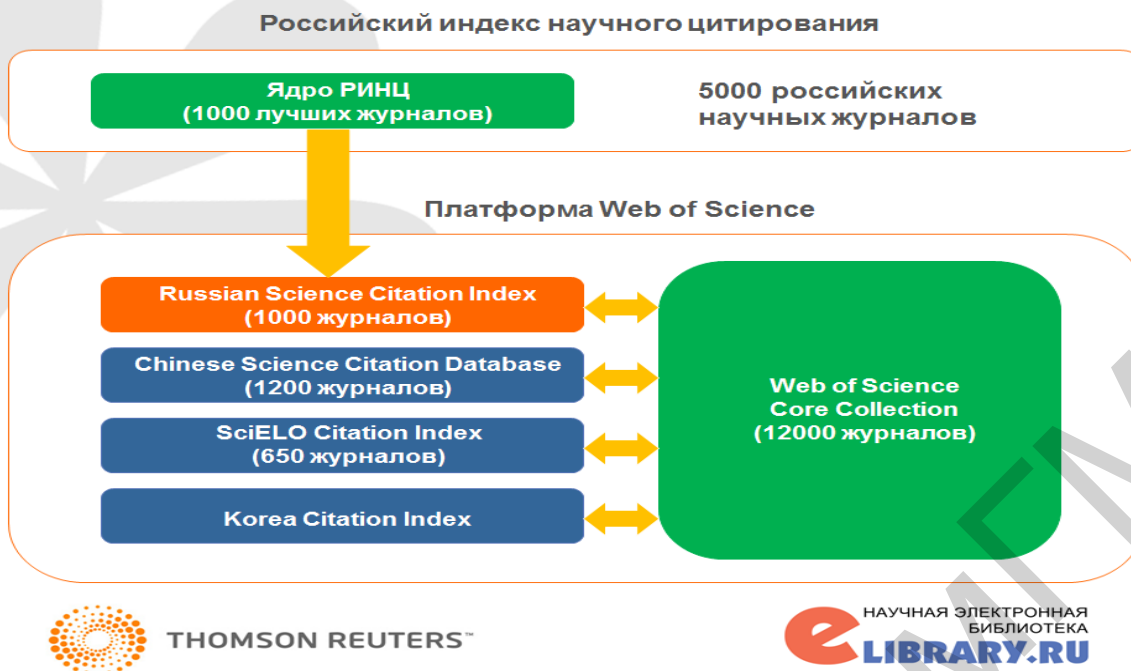 Российский индекс научного цитирования
Ядро РИНЦ
(1000 лучших журналов)
5000 российских
научных журналов
Платформа Web of Science
Russian Science Citation Index
(1000 журналов)
Chinese Science Citation Database
(1200 журналов)
SciELO Citation Index
(650 журналов)
Korea Citation Index
Web of Science
Core Collection
(12000 журналов)
THOMSON REUTERS™
НАУЧНАЯ ЭЛЕКТРОННАЯ
БИБЛИОТЕКА
eLIBRARY.RU